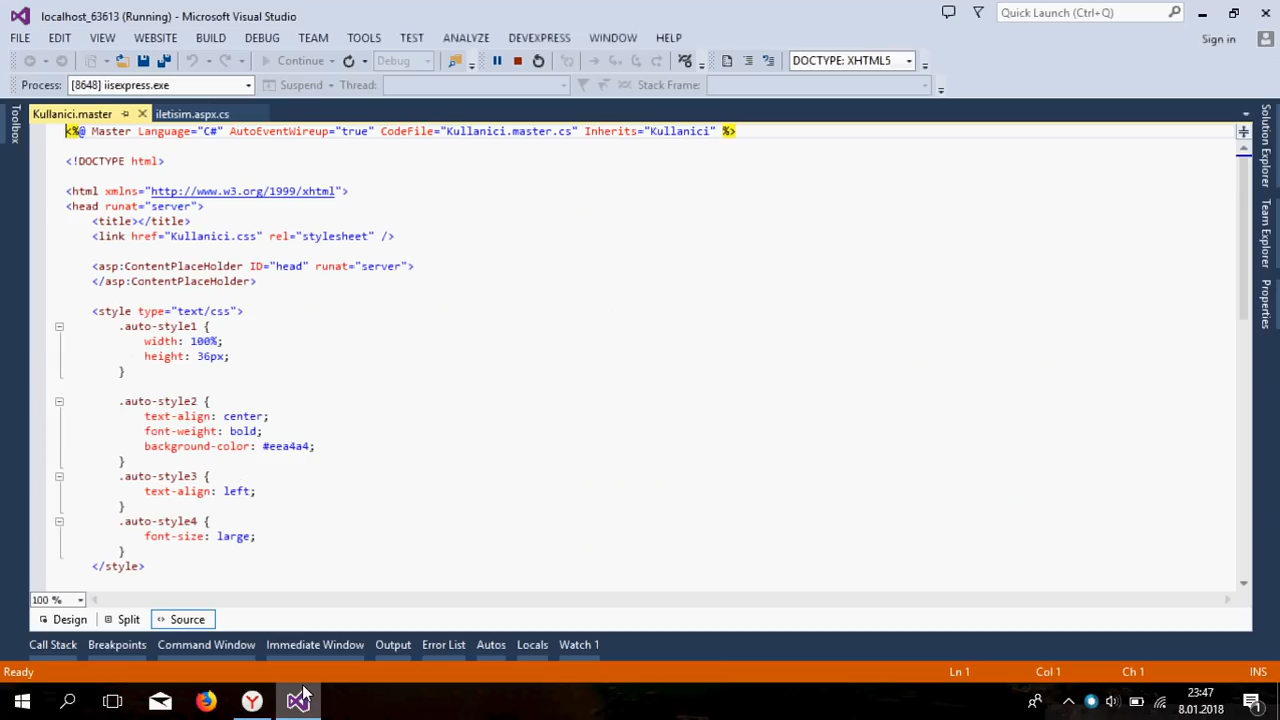 localhost_63613 (Running) - Microsoft Visual Studio
Quick Launch (Ctrl+Q)
FILE EDIT VIEW WEBSITE BUILD DEBUG TEAM TOOLS TEST ANALYZE DEVEXPRESS WINDOW HELP
Sign in
Continue Debug DOCTYPE: XHTML5
Process: [8648] iisexpress.exe Suspend Thread: Stack Frame:
Kullanici.master iletisim.aspx.cs
Toolbox
Solution Explorer
Team Explorer
Properties
<%@ Master Language="C#" AutoEventWireup="true" CodeFile="Kullanici.master.cs" Inherits="Kullanici" %>
<!DOCTYPE html>
<html xmlns="http://www.w3.org/1999/xhtml">
<head runat="server">
<title></title>
<link href="Kullanici.css" rel="stylesheet" />
<asp:ContentPlaceHolder ID="head" runat="server">
</asp:ContentPlaceHolder>
<style type="text/css">
.auto-style1 {
width: 100%;
height: 36px;
}
.auto-style2 {
text-align: center;
font-weight: bold;
background-color: #eea4a4;
}
.auto-style3 {
text-align: left;
}
.auto-style4 {
font-size: large;
}
</style>
100 %
Design Split Source
Call Stack Breakpoints Command Window Immediate Window Output Error List Autos Locals Watch 1
Ready Ln 1 Col 1 Ch 1 INS
23:47
8.01.2018
1